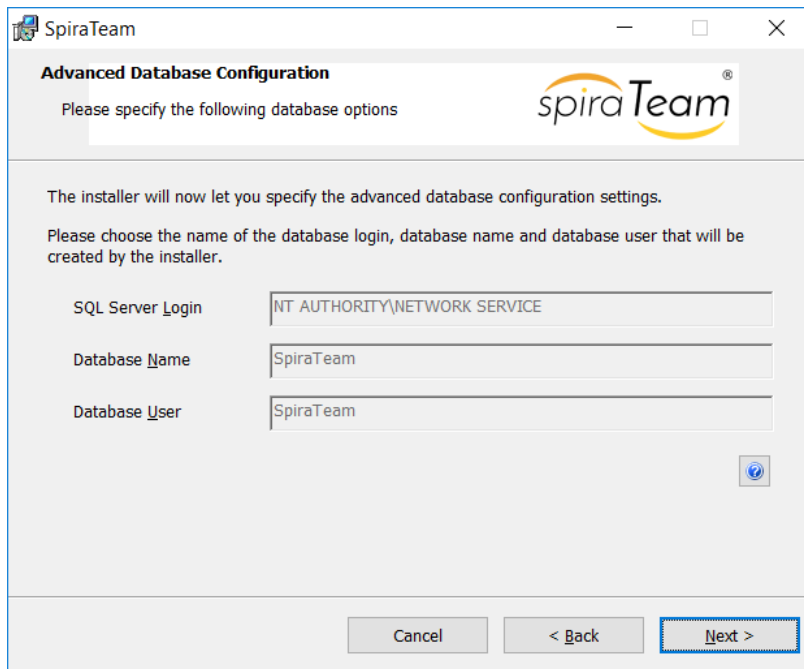 SpiraTeam
Advanced Database Configuration
Please specify the following database options
spiraTeam®
The installer will now let you specify the advanced database configuration settings.
Please choose the name of the database login, database name and database user that will be
created by the installer.
SQL Server Login
NT AUTHORITY\NETWORK SERVICE
Database Name
SpiraTeam
Database User
SpiraTeam
?
Cancel
< Back
Next >